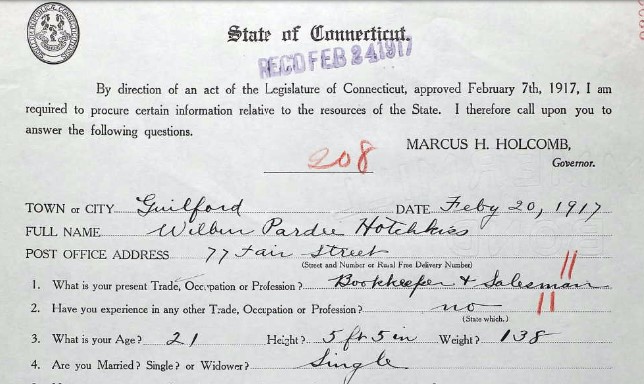 State of Connecticut.
REC'D FEB 24 1917
By direction of an act of the Legislature of Connecticut, approved February 7th, 1917, I am
required to procure certain information relative to the resources of the State. I therefore call upon you to
answer the following questions.
MARCUS H. HOLCOMB,
Governor.
208
TOWN or CITY Guilford DATE Feby 20, 1917
FULL NAME Wilbur Pardee Hotchkiss
POST OFFICE ADDRESS 77 Fair Street
(Street and Number or Rural Free Delivery Number)
1. What is your present Trade, Occupation or Profession? Bookkeeper & Salesman 11
2. Have you experience in any other Trade, Occupation or Profession? no 11
(State which.)
3. What is your Age? 21 Height? 5 ft 5 in Weight? 138
4. Are you Married? Single? or Widower? Single